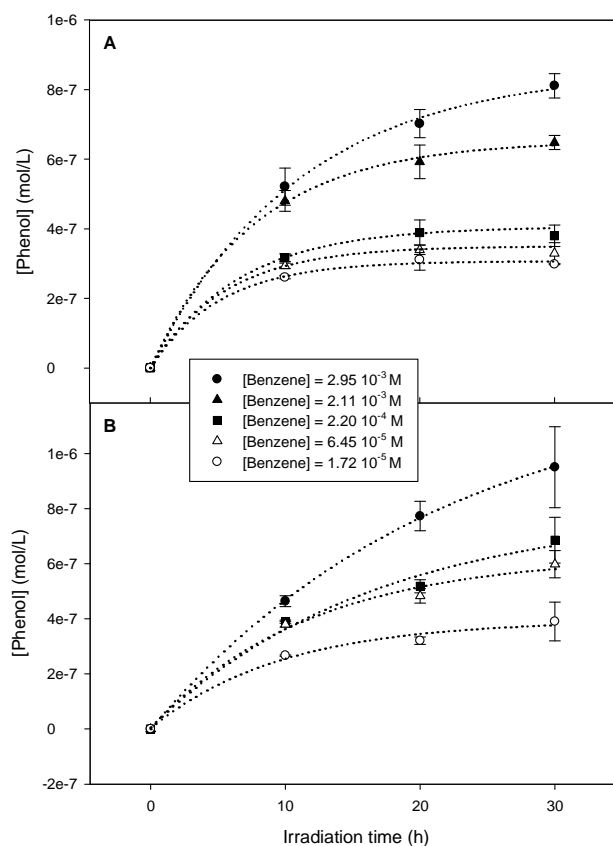 A
1e-6
8e-7
6e-7
4e-7
2e-7
0
[Phenol] (mol/L)
[Benzene] = 2.95 10-3 M
[Benzene] = 2.11 10-3 M
[Benzene] = 2.20 10-4 M
[Benzene] = 6.45 10-5 M
[Benzene] = 1.72 10-5 M
B
1e-6
8e-7
6e-7
4e-7
2e-7
0
-2e-7
[Phenol] (mol/L)
0 10 20 30
Irradiation time (h)